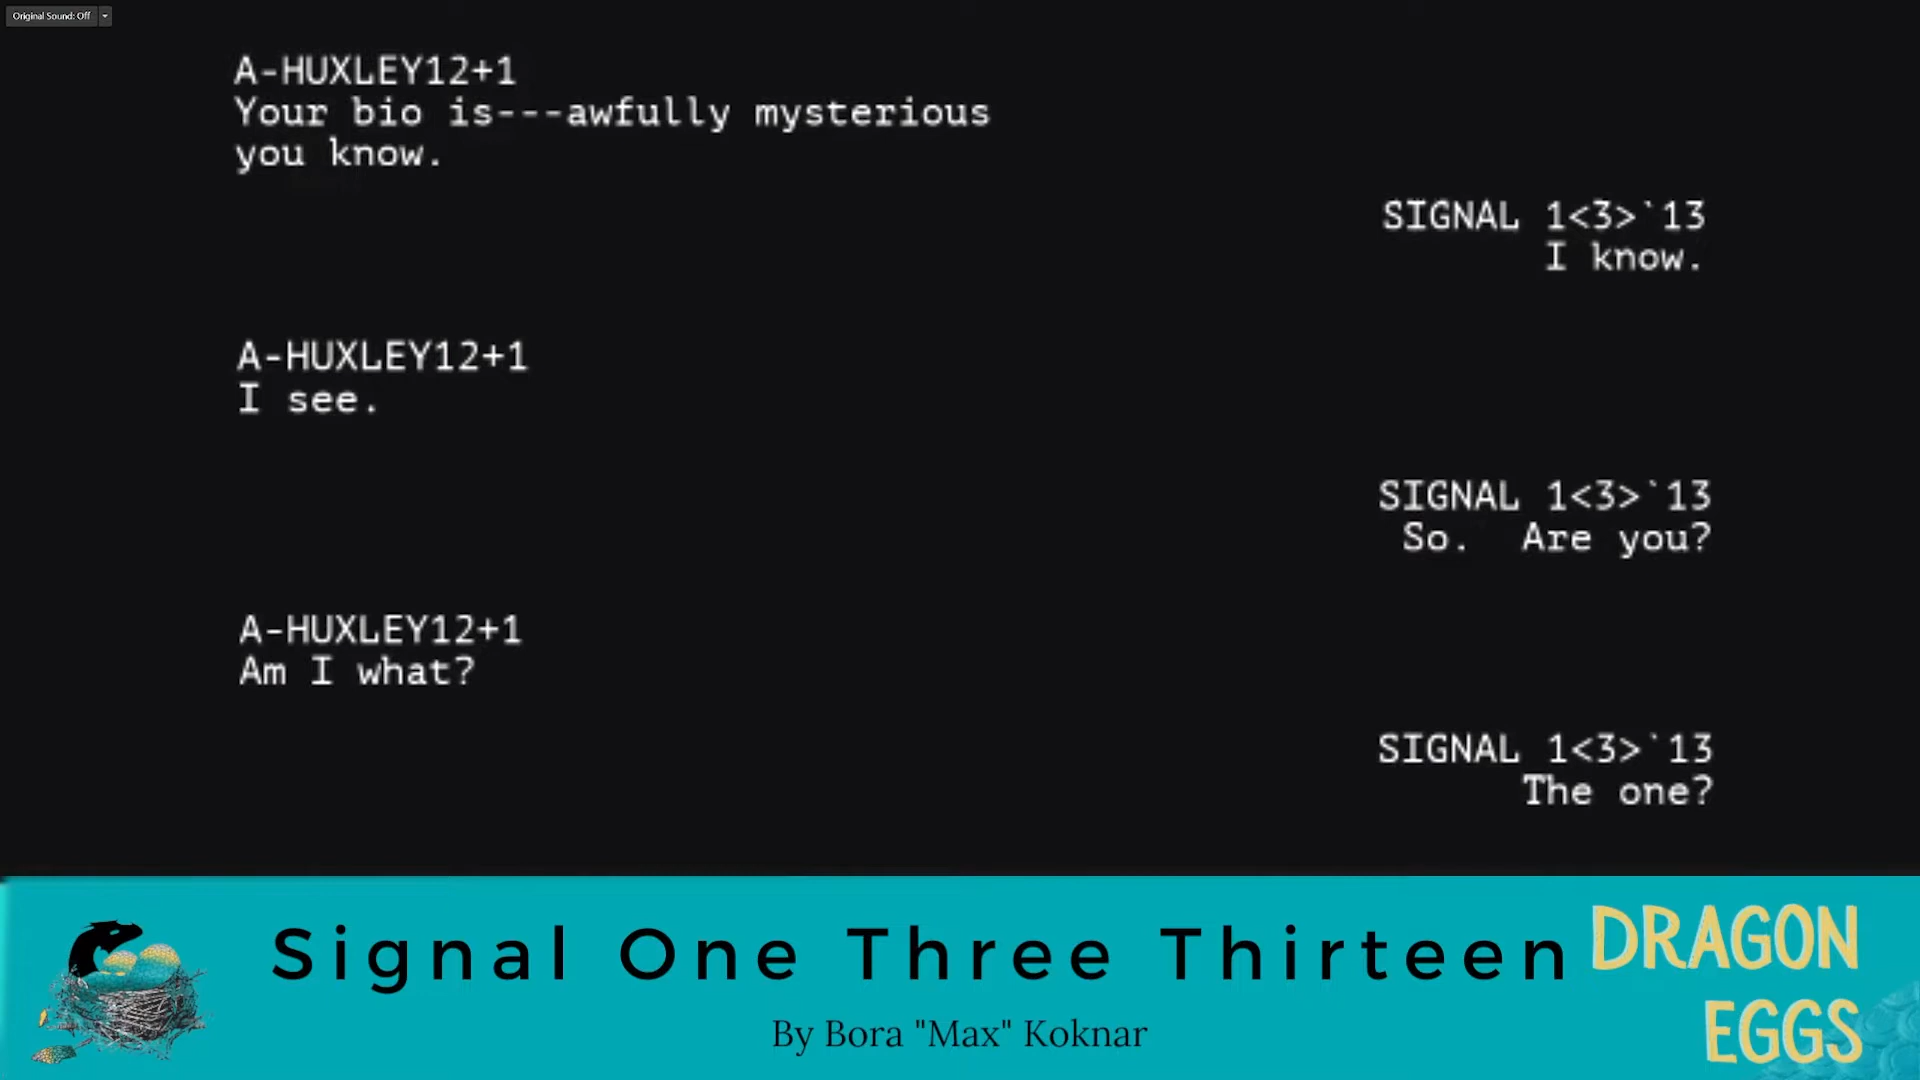 Original Sound: Off
A-HUXLEY12+1
Your bio is---awfully mysterious
you know.
SIGNAL 1<3>`13
I know.
A-HUXLEY12+1
I see.
SIGNAL 1<3>`13
So.  Are you?
A-HUXLEY12+1
Am I what?
SIGNAL 1<3>`13
The one?
Signal One Three Thirteen
By Bora "Max" Koknar
DRAGON
EGGS